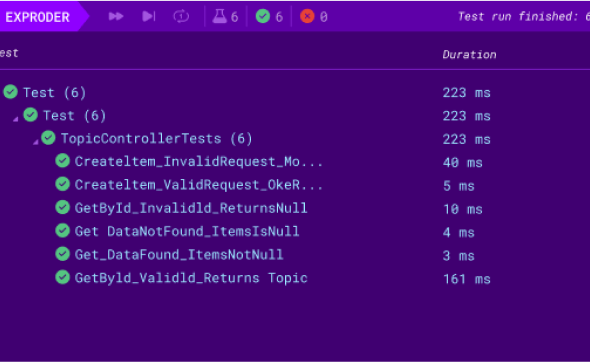 EXPRODER 6 6 0 Test run finished: 6
est Duration
Test (6) 223 ms
Test (6) 223 ms
TopicControllerTests (6) 223 ms
CreateItem_InvalidRequest_Mo... 40 ms
CreateItem_ValidRequest_OkeR... 5 ms
GetById_Invalidld_ReturnsNull 10 ms
Get DataNotFound_ItemsIsNull 4 ms
Get_DataFound_ItemsNotNull 3 ms
GetByld_Validld_Returns Topic 161 ms